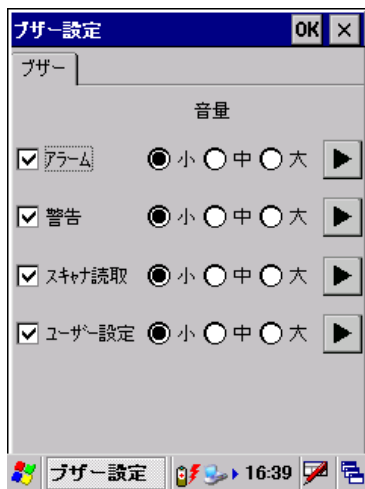 ブザー設定 OK ×
ブザー
音量
アラーム 小 中 大
警告 小 中 大
スキャナ読取 小 中 大
ユーザー設定 小 中 大
ブザー設定 16:39